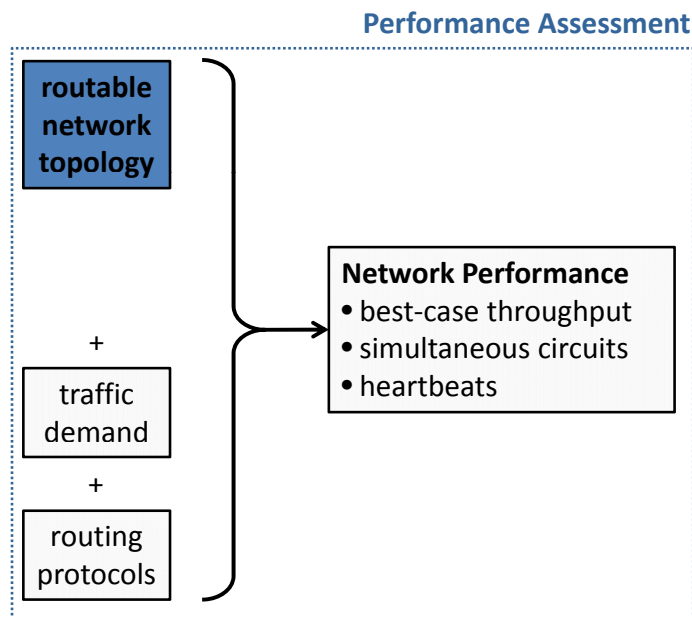 Performance Assessment
routable
network
topology
+
traffic
demand
+
routing
protocols
Network Performance
• best-case throughput
• simultaneous circuits
• heartbeats